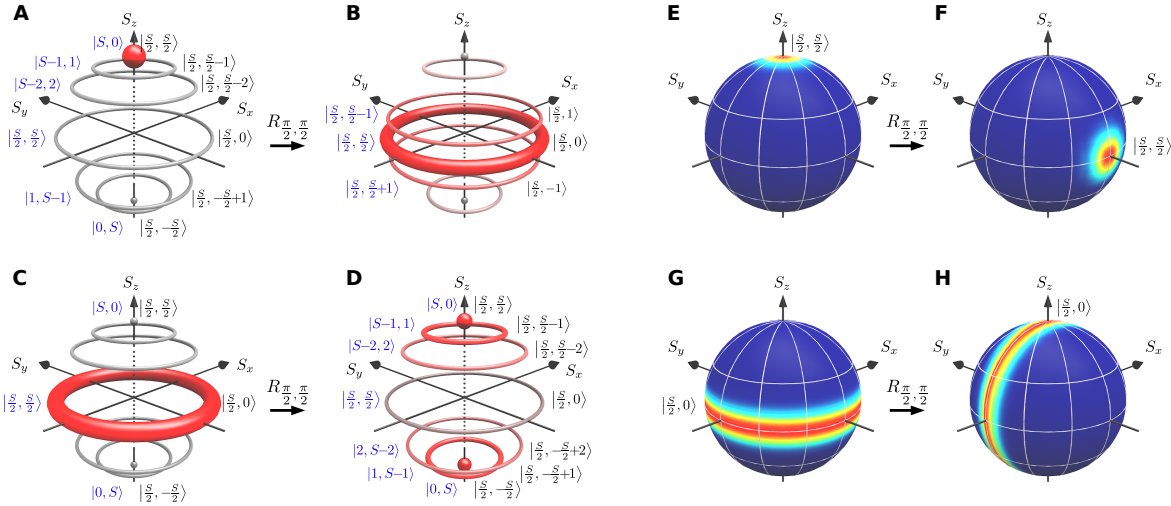 A
S_z
|S, 0⟩ |S/2, S/2⟩
|S−1, 1⟩ |S/2, S/2−1⟩
|S−2, 2⟩ |S/2, S/2−2⟩
S_y S_x
|S/2, S/2⟩ |S/2, 0⟩
|1, S−1⟩ |S/2, −S/2+1⟩
|0, S⟩ |S/2, −S/2⟩
R_π/2,π/2
B
S_z
S_y S_x
|S/2, S/2−1⟩ |S/2, 1⟩
|S/2, S/2⟩ |S/2, 0⟩
|S/2, S/2+1⟩ |S/2, −1⟩
E
S_z
|S/2, S/2⟩
S_y S_x
R_π/2,π/2
F
S_z
S_y S_x
|S/2, S/2⟩
C
S_z
|S, 0⟩ |S/2, S/2⟩
S_y S_x
|S/2, S/2⟩ |S/2, 0⟩
|0, S⟩ |S/2, −S/2⟩
R_π/2,π/2
D
S_z
|S, 0⟩ |S/2, S/2⟩
|S−1, 1⟩ |S/2, S/2−1⟩
|S−2, 2⟩ |S/2, S/2−2⟩
S_y S_x
|S/2, S/2⟩ |S/2, 0⟩
|2, S−2⟩ |S/2, −S/2+2⟩
|1, S−1⟩ |S/2, −S/2+1⟩
|0, S⟩ |S/2, −S/2⟩
G
S_z
S_y S_x
|S/2, 0⟩
R_π/2,π/2
H
S_z
|S/2, 0⟩
S_y S_x